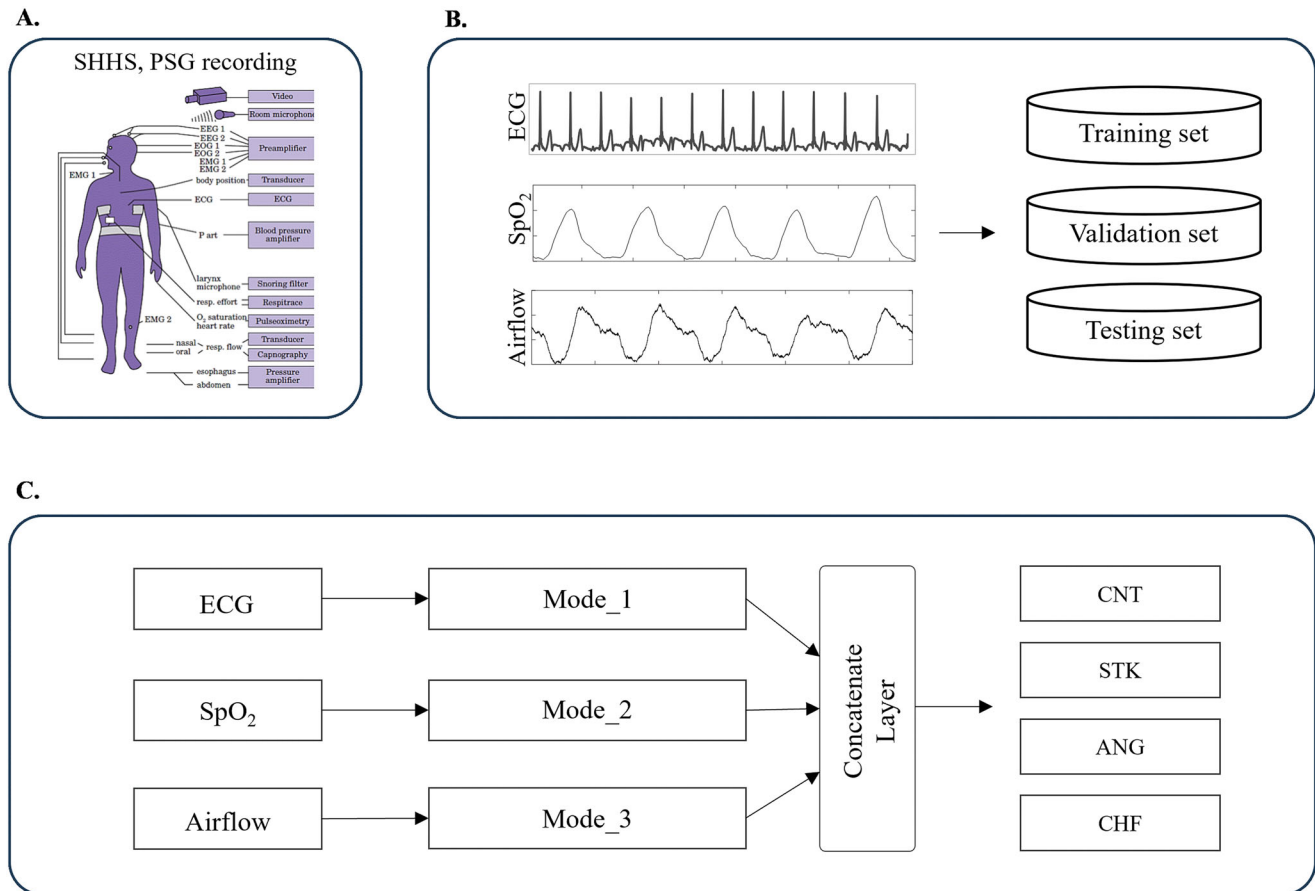 A.
SHHS, PSG recording
Video
Room microphone
EEG 1
EEG 2
EOG 1
EOG 2
EMG 1
EMG 2
Preamplifier
EMG 1
body position
Transducer
ECG
ECG
P art
Blood pressure
amplifier
larynx
microphone
Snoring filter
resp. effort
Respitrace
O₂ saturation
heart rate
Pulseoximetry
EMG 2
nasal
oral
resp. flow
Transducer
Capnography
esophagus
abdomen
Pressure
amplifier
B.
ECG
SpO₂
Airflow
Training set
Validation set
Testing set
C.
ECG
Mode_1
SpO₂
Mode_2
Airflow
Mode_3
Concatenate
Layer
CNT
STK
ANG
CHF